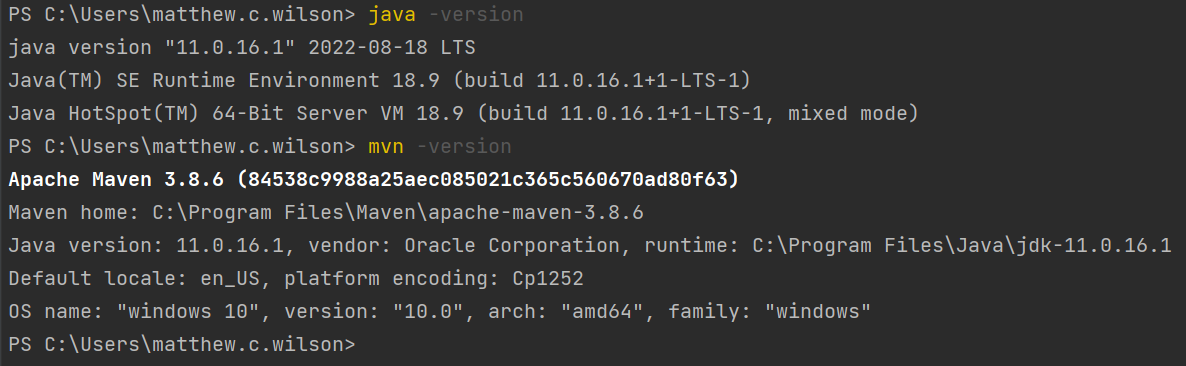 PS C:\Users\matthew.c.wilson> java -version
java version "11.0.16.1" 2022-08-18 LTS
Java(TM) SE Runtime Environment 18.9 (build 11.0.16.1+1-LTS-1)
Java HotSpot(TM) 64-Bit Server VM 18.9 (build 11.0.16.1+1-LTS-1, mixed mode)
PS C:\Users\matthew.c.wilson> mvn -version
Apache Maven 3.8.6 (84538c9988a25aec085021c365c560670ad80f63)
Maven home: C:\Program Files\Maven\apache-maven-3.8.6
Java version: 11.0.16.1, vendor: Oracle Corporation, runtime: C:\Program Files\Java\jdk-11.0.16.1
Default locale: en_US, platform encoding: Cp1252
OS name: "windows 10", version: "10.0", arch: "amd64", family: "windows"
PS C:\Users\matthew.c.wilson>